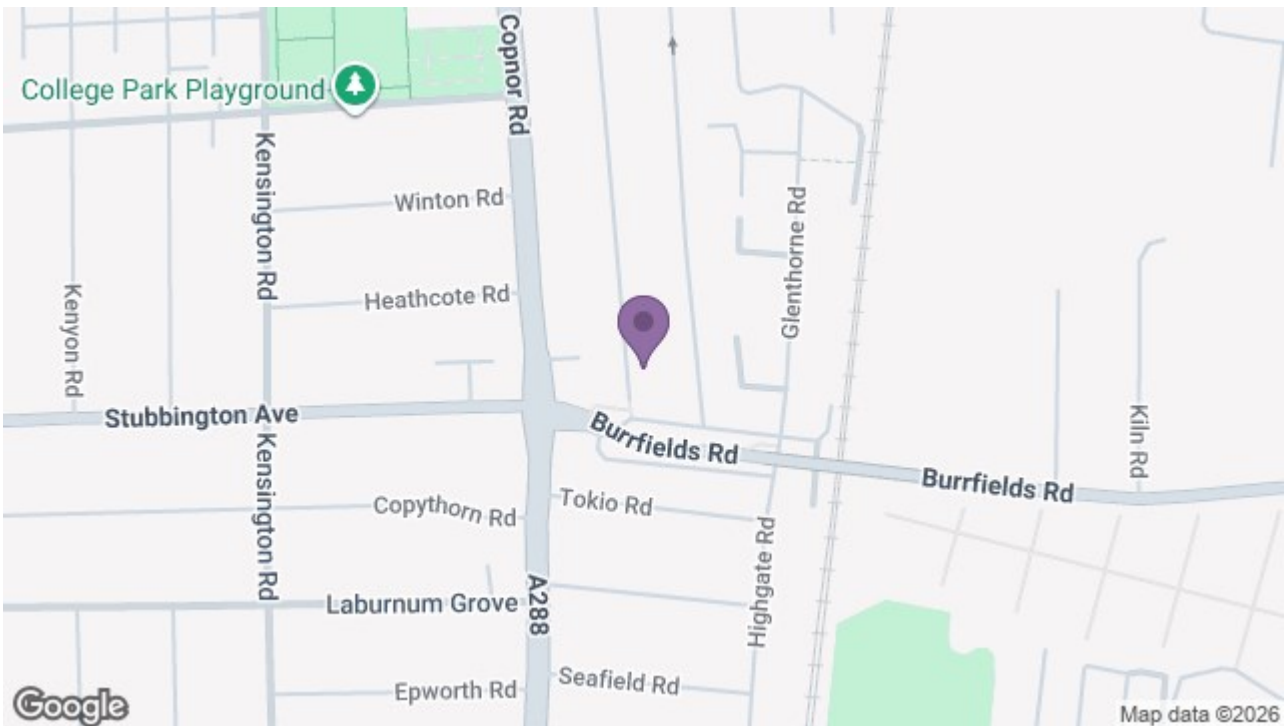 Copnor Rd
College Park Playground
Kensington Rd
Winton Rd
Glenthorne Rd
Heathcote Rd
Kenyon Rd
Stubbington Ave
Burrfields Rd
Kiln Rd
Kensington Rd
Burrfields Rd
Copythorn Rd
Tokio Rd
Highgate Rd
A288
Laburnum Grove
Seafield Rd
Epworth Rd
Google
Map data ©2026